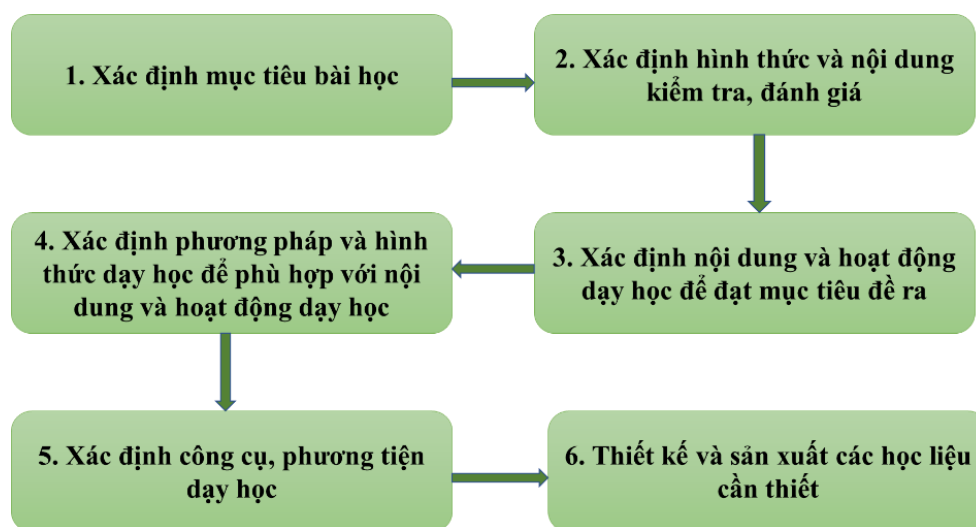 1. Xác định mục tiêu bài học
2. Xác định hình thức và nội dung
kiểm tra, đánh giá
3. Xác định nội dung và hoạt động
dạy học để đạt mục tiêu đề ra
4. Xác định phương pháp và hình
thức dạy học để phù hợp với nội
dung và hoạt động dạy học
5. Xác định công cụ, phương tiện
dạy học
6. Thiết kế và sản xuất các học liệu
cần thiết